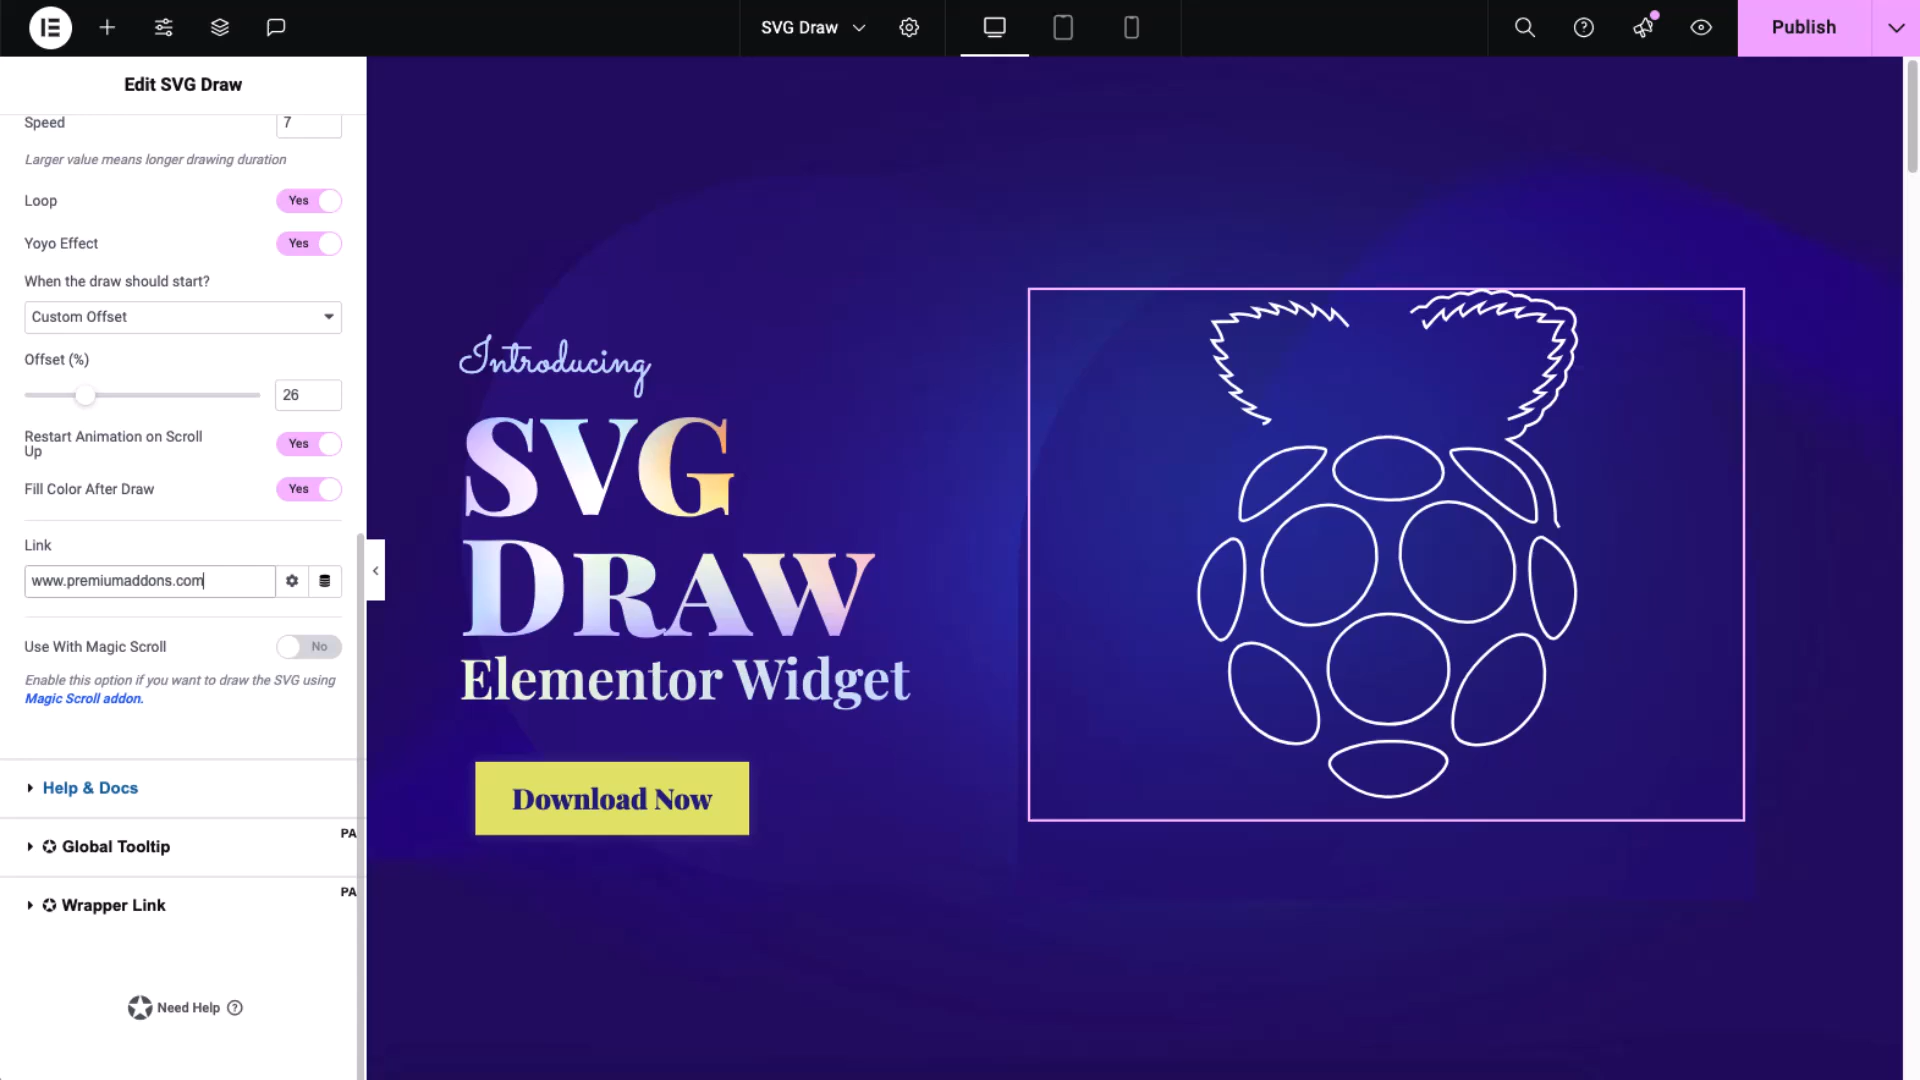 SVG Draw
Publish
Edit SVG Draw
Speed
7
Larger value means longer drawing duration
Loop
Yes
Yoyo Effect
Yes
When the draw should start?
Custom Offset
Offset (%)
26
Restart Animation on Scroll
Up
Yes
Fill Color After Draw
Yes
Link
www.premiumaddons.com
Use With Magic Scroll
No
Enable this option if you want to draw the SVG using
Magic Scroll addon.
Help & Docs
PA
Global Tooltip
PA
Wrapper Link
Need Help
Introducing
SVG
DRAW
Elementor Widget
Download Now